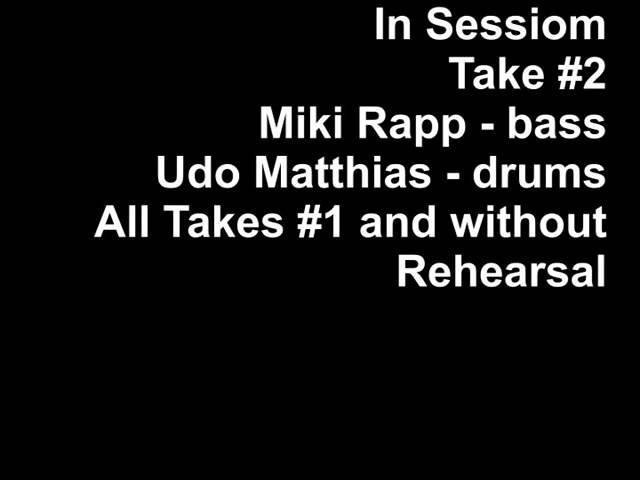 In Sessiom
Take #2
Miki Rapp - bass
Udo Matthias - drums
All Takes #1 and without
Rehearsal